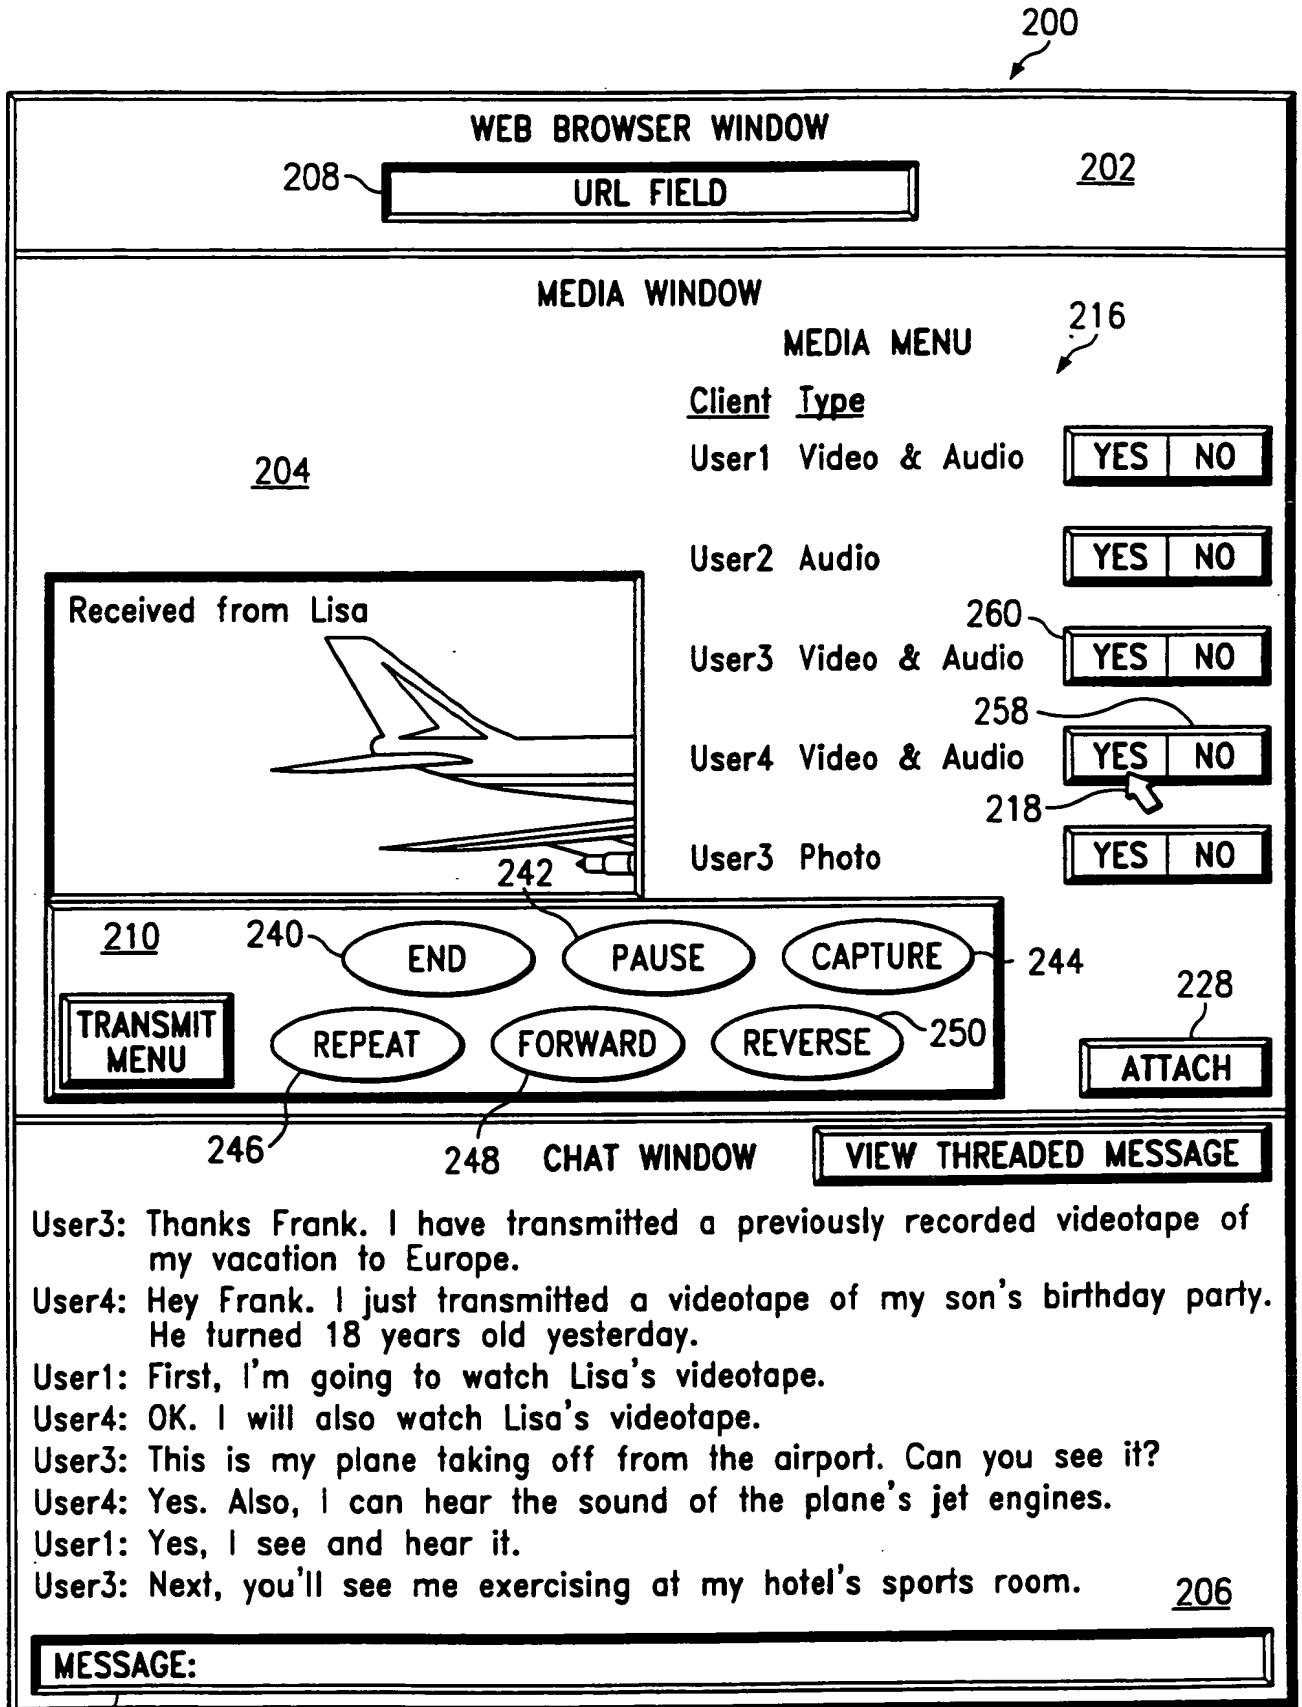 200
WEB BROWSER WINDOW
208
URL FIELD
202
MEDIA WINDOW
216
MEDIA MENU
Client Type
204
User1 Video & Audio YES NO
User2 Audio YES NO
Received from Lisa
260
User3 Video & Audio YES NO
258
User4 Video & Audio YES NO
218
User3 Photo YES NO
242
210
240
END PAUSE CAPTURE
244
228
TRANSMIT
MENU
REPEAT FORWARD REVERSE
250
ATTACH
246
248
CHAT WINDOW
VIEW THREADED MESSAGE
User3: Thanks Frank. I have transmitted a previously recorded videotape of
my vacation to Europe.
User4: Hey Frank. I just transmitted a videotape of my son's birthday party.
He turned 18 years old yesterday.
User1: First, I'm going to watch Lisa's videotape.
User4: OK. I will also watch Lisa's videotape.
User3: This is my plane taking off from the airport. Can you see it?
User4: Yes. Also, I can hear the sound of the plane's jet engines.
User1: Yes, I see and hear it.
User3: Next, you'll see me exercising at my hotel's sports room.
206
MESSAGE: